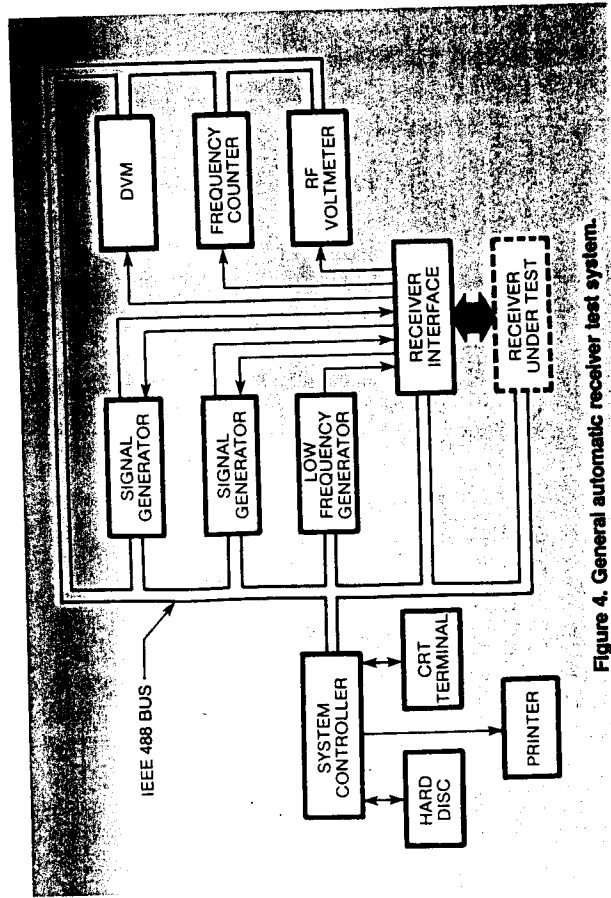 IEEE 488 BUS
SIGNAL
GENERATOR
SIGNAL
GENERATOR
LOW
FREQUENCY
GENERATOR
DVM
FREQUENCY
COUNTER
RF
VOLTMETER
SYSTEM
CONTROLLER
HARD
DISC
CRT
TERMINAL
PRINTER
RECEIVER
INTERFACE
RECEIVER
UNDER TEST
Figure 4. General automatic receiver test system.